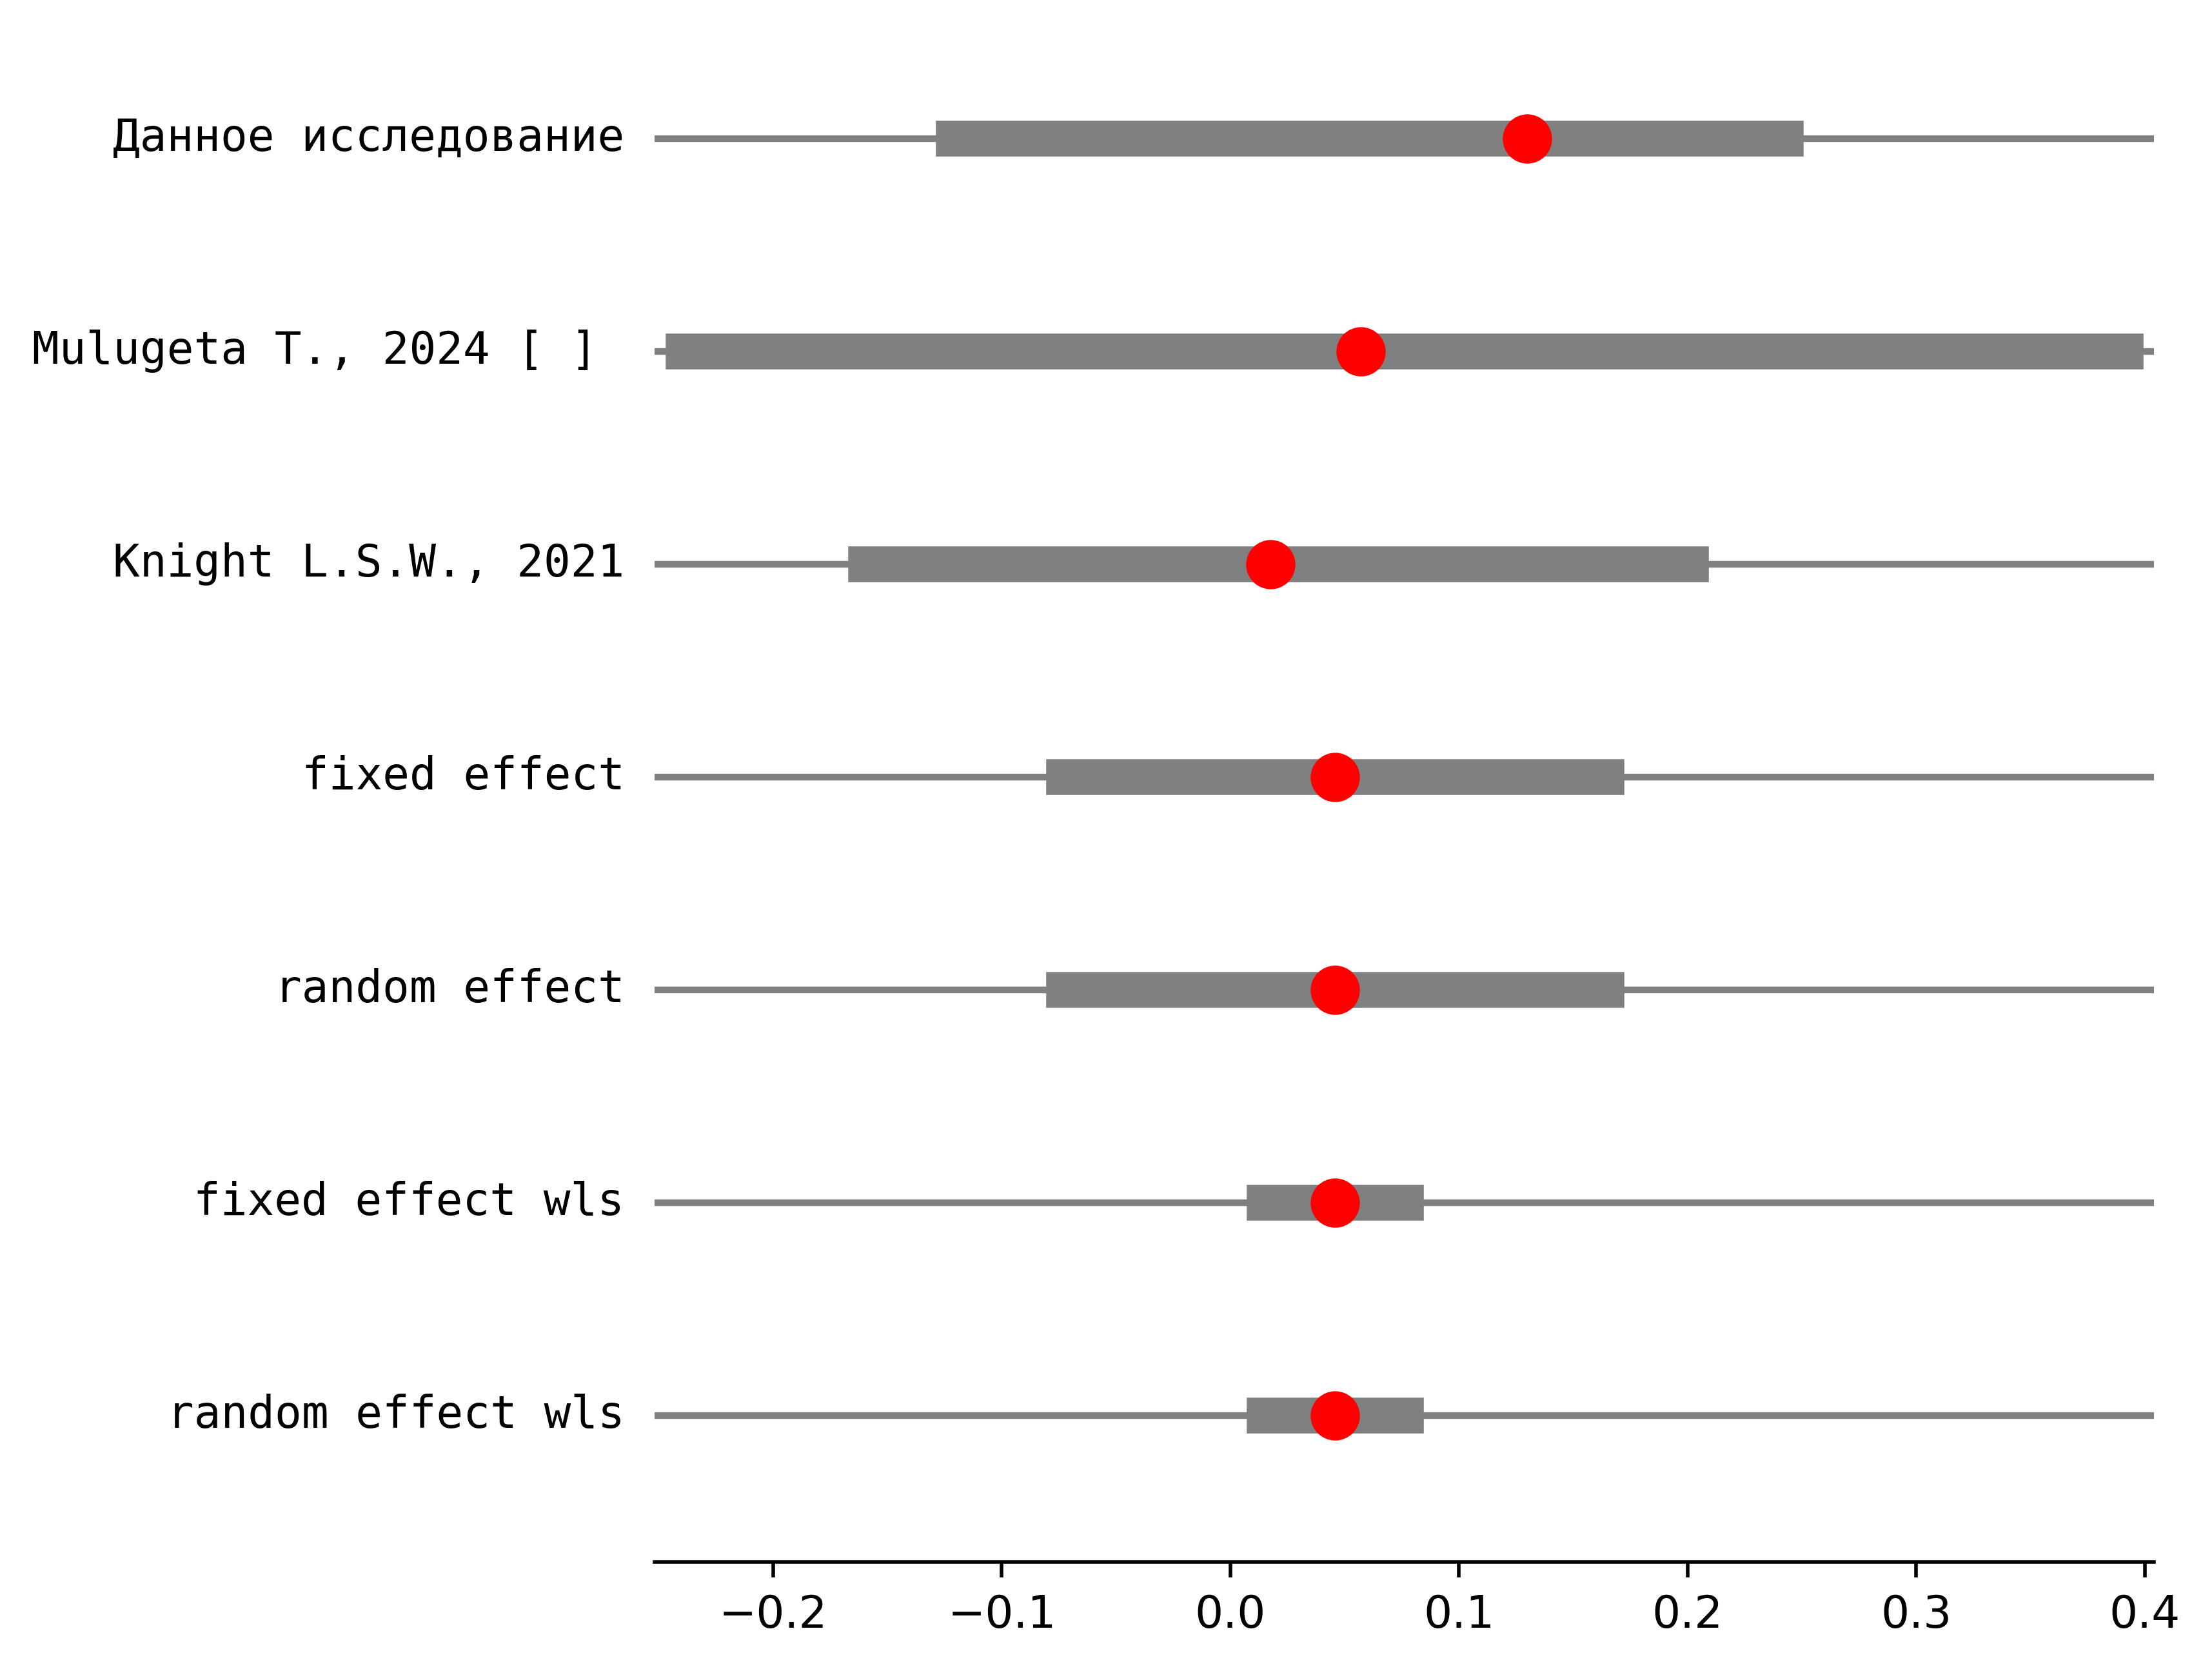 Данное исследование
Mulugeta T., 2024 [ ]
Knight L.S.W., 2021
fixed effect
random effect
fixed effect wls
random effect wls
−0.2 −0.1 0.0 0.1 0.2 0.3 0.4